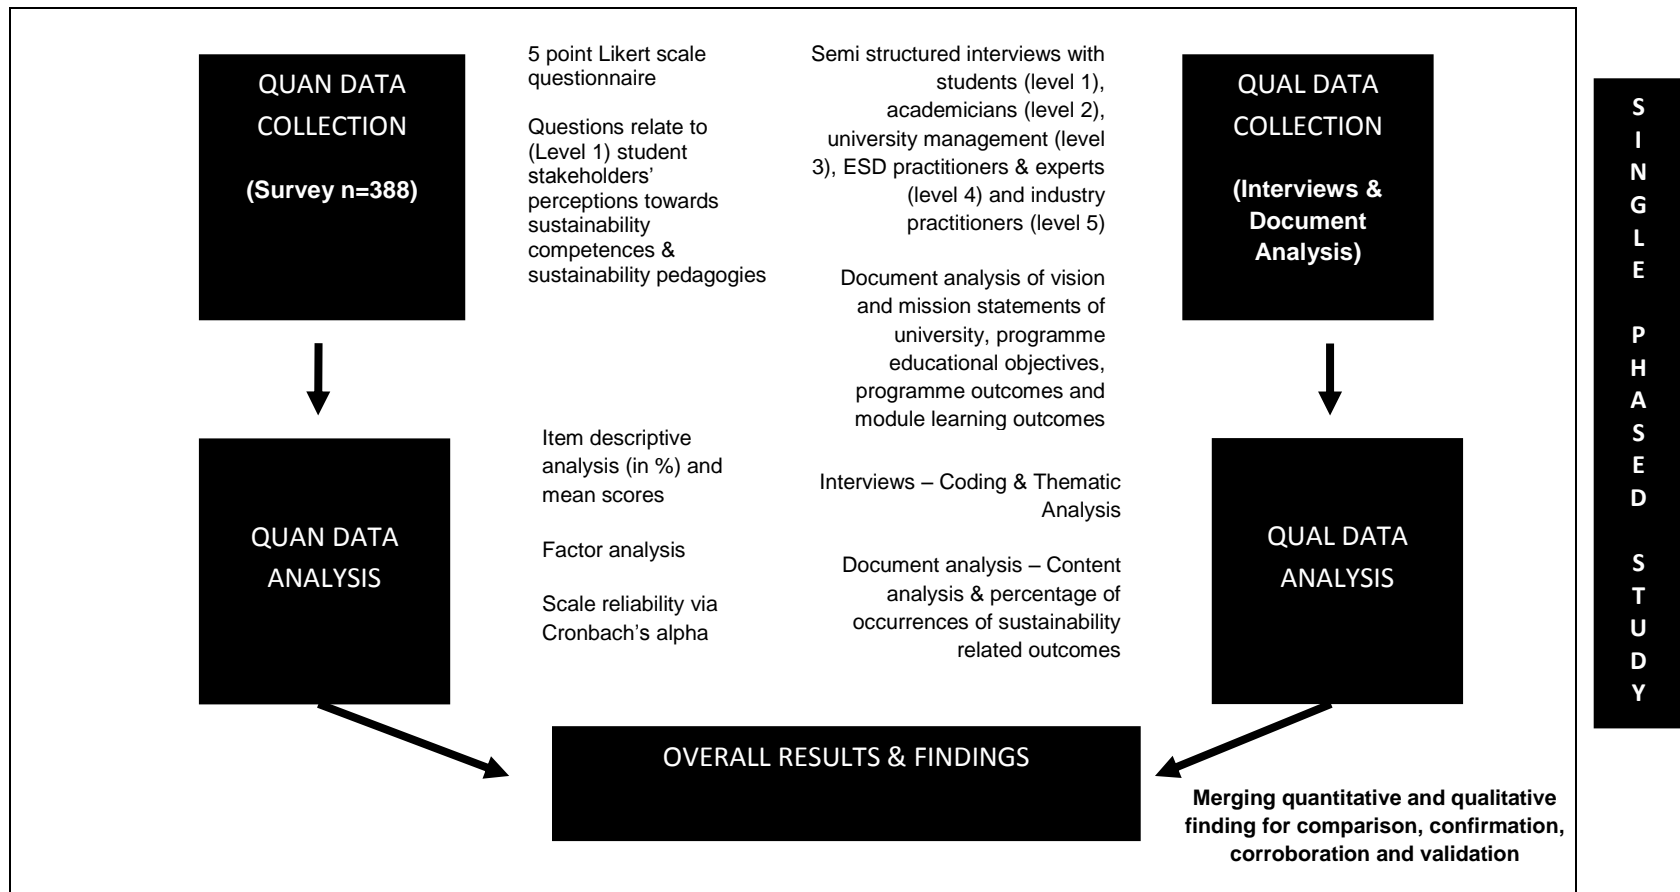 QUAN DATA
COLLECTION
(Survey n=388)
5 point Likert scale
questionnaire
Questions relate to
(Level 1) student
stakeholders’
perceptions towards
sustainability
competences &
sustainability pedagogies
Semi structured interviews with
students (level 1),
academicians (level 2),
university management (level
3), ESD practitioners & experts
(level 4) and industry
practitioners (level 5)
Document analysis of vision
and mission statements of
university, programme
educational objectives,
programme outcomes and
module learning outcomes
QUAL DATA
COLLECTION
(Interviews &
Document
Analysis)
QUAN DATA
ANALYSIS
Item descriptive
analysis (in %) and
mean scores
Factor analysis
Scale reliability via
Cronbach’s alpha
Interviews – Coding & Thematic
Analysis
Document analysis – Content
analysis & percentage of
occurrences of sustainability
related outcomes
QUAL DATA
ANALYSIS
OVERALL RESULTS & FINDINGS
Merging quantitative and qualitative
finding for comparison, confirmation,
corroboration and validation
S
I
N
G
L
E
P
H
A
S
E
D
S
T
U
D
Y